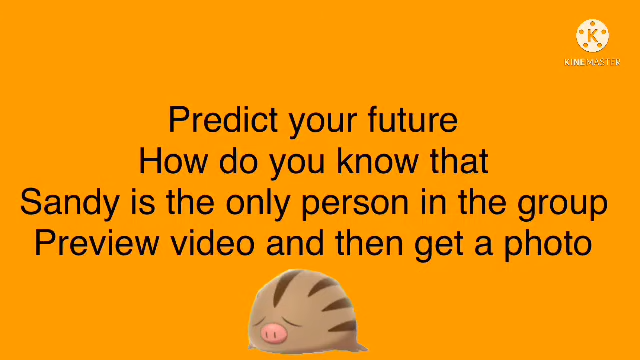 KINEMASTER
Predict your future
How do you know that
Sandy is the only person in the group
Preview video and then get a photo